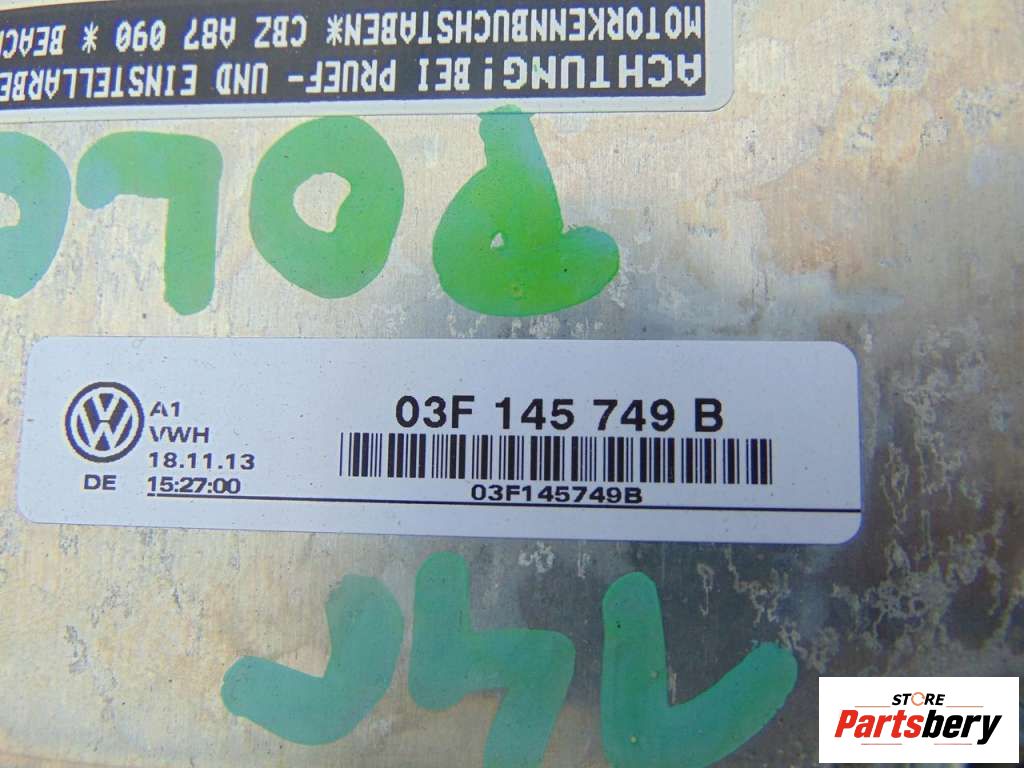 ACHTUNG! BEI PRUEF- UND EINSTELLARBE
MOTORKENNBUCHSTABEN* CBZ A87 090 * BEACH
POLO
A1
VWH
18.11.13
DE 15:27:00
03F 145 749 B
03F145749B
STORE
Partsbery